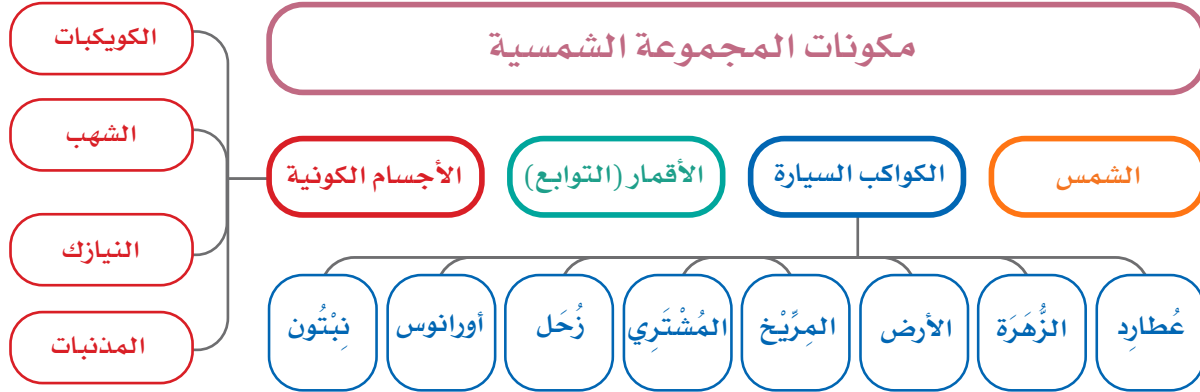 مكونات المجموعة الشمسية
الشمس
الكواكب السيارة
الأقمار (التوابع)
الأجسام الكونية
عُطارِد
الزُّهَرَة
الأرض
المِرِّيْخ
المُشْتَرِي
زُحَل
أورانوس
نِبْتُون
الكويكبات
الشهب
النيازك
المذنبات